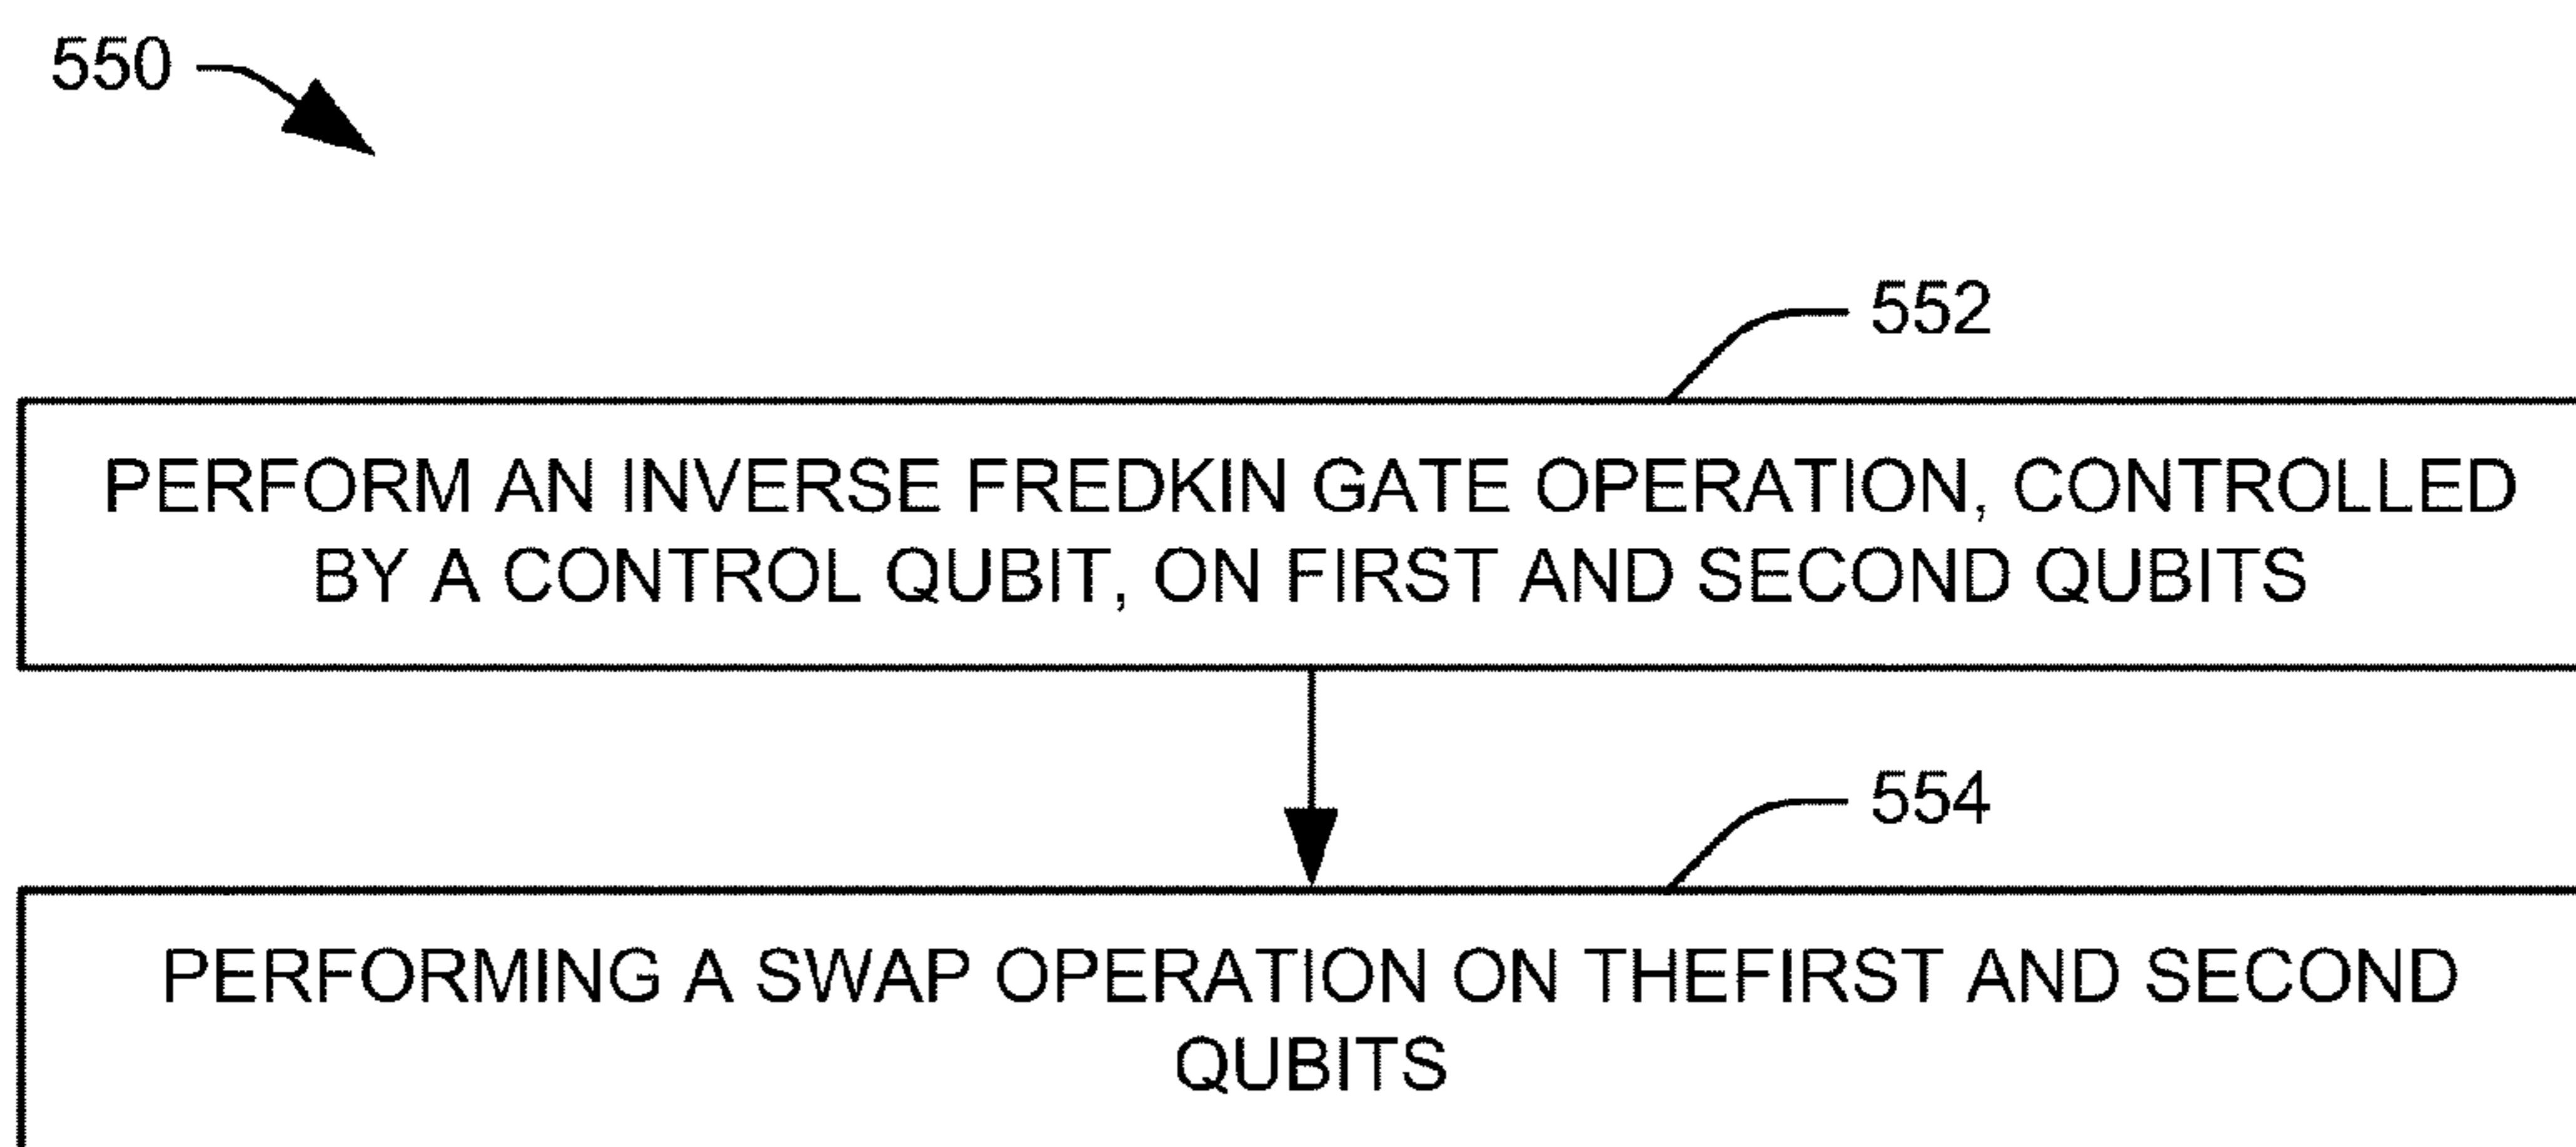 550
552
PERFORM AN INVERSE FREDKIN GATE OPERATION, CONTROLLED
BY A CONTROL QUBIT, ON FIRST AND SECOND QUBITS
554
PERFORMING A SWAP OPERATION ON THEFIRST AND SECOND
QUBITS